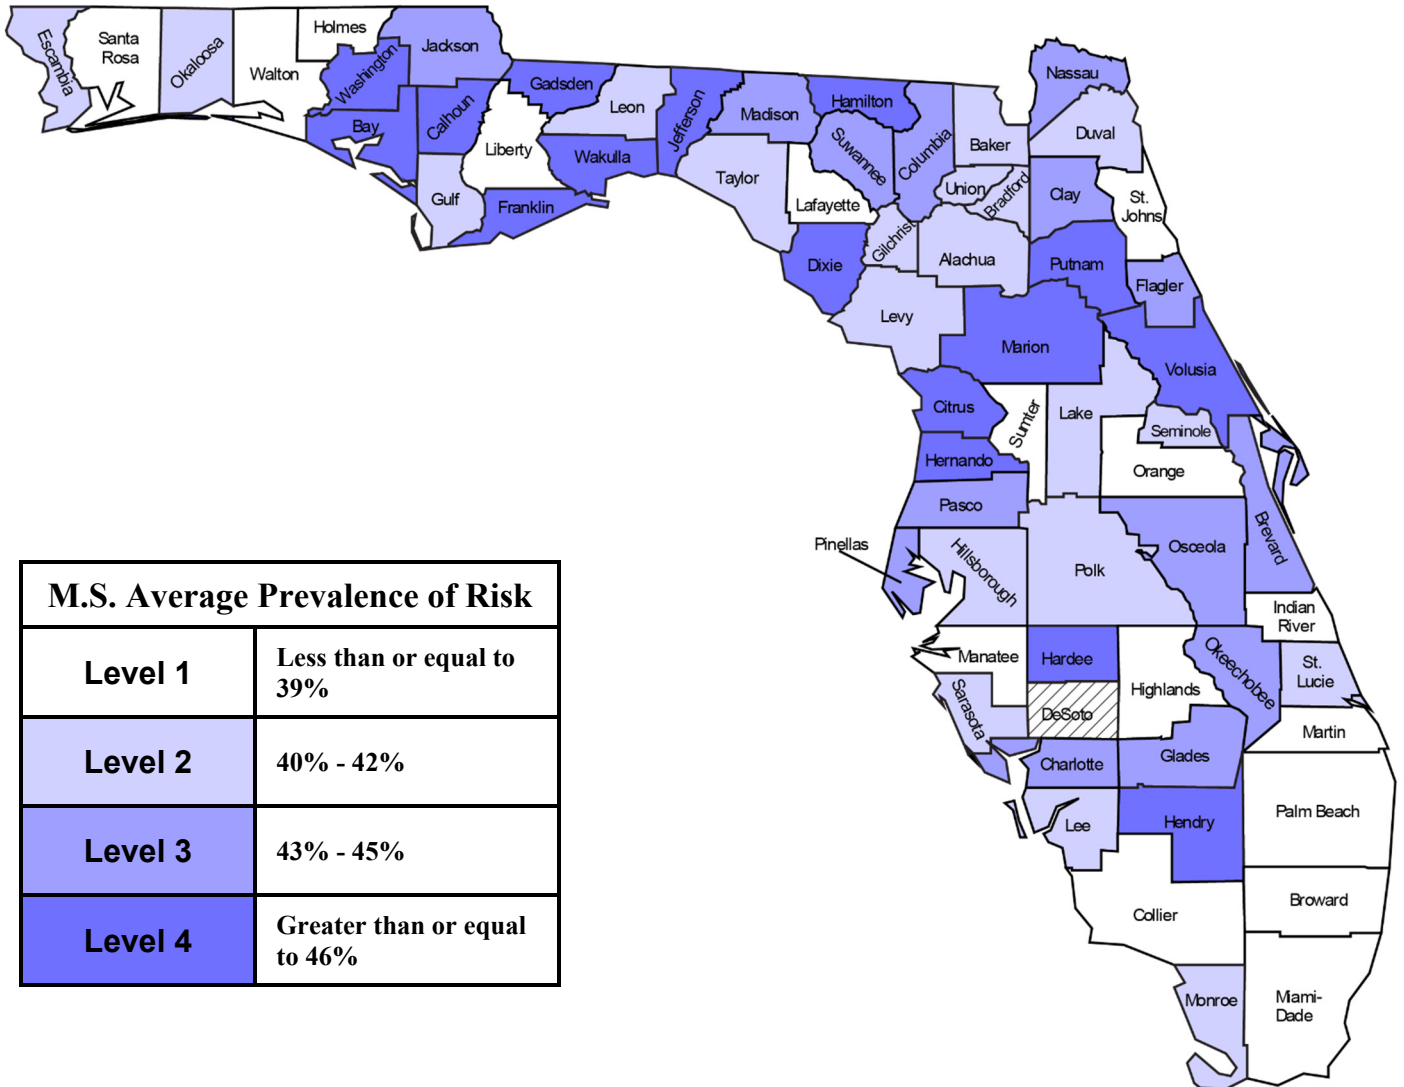 Holmes
Santa
Rosa
Escambia
Okaloosa
Walton
Washington
Jackson
Bay
Calhoun
Gulf
Liberty
Gadsden
Franklin
Leon
Wakulla
Jefferson
Madison
Taylor
Hamilton
Suwannee
Lafayette
Dixie
Columbia
Gilchrist
Levy
Baker
Union
Bradford
Alachua
Nassau
Duval
Clay
St.
Johns
Putnam
Flagler
Marion
Volusia
Citrus
Sumter
Lake
Seminole
Hernando
Orange
Pasco
Pinellas
Hillsborough
Polk
Osceola
Brevard
Indian
River
Manatee
Hardee
Highlands
Okeechobee
St.
Lucie
Sarasota
DeSoto
Martin
Charlotte
Glades
Lee
Hendry
Palm Beach
Collier
Broward
Monroe
Miami-
Dade
M.S. Average Prevalence of Risk
Level 1
Less than or equal to
39%
Level 2
40% - 42%
Level 3
43% - 45%
Level 4
Greater than or equal
to 46%